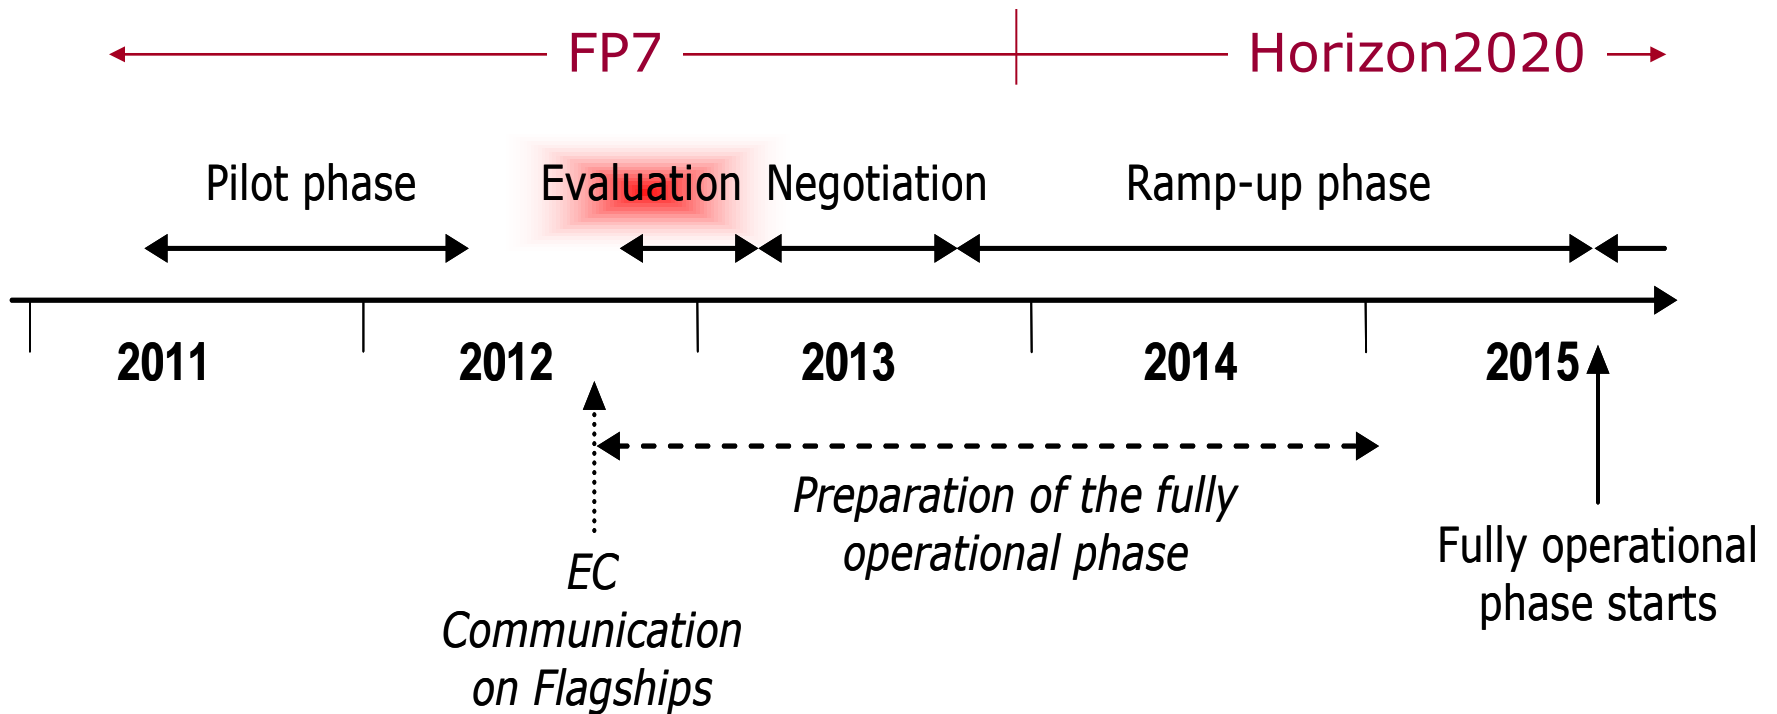 FP7
Horizon2020
Pilot phase
Evaluation
Negotiation
Ramp-up phase
2011
2012
2013
2014
2015
Preparation of the fully
operational phase
EC
Communication
on Flagships
Fully operational
phase starts